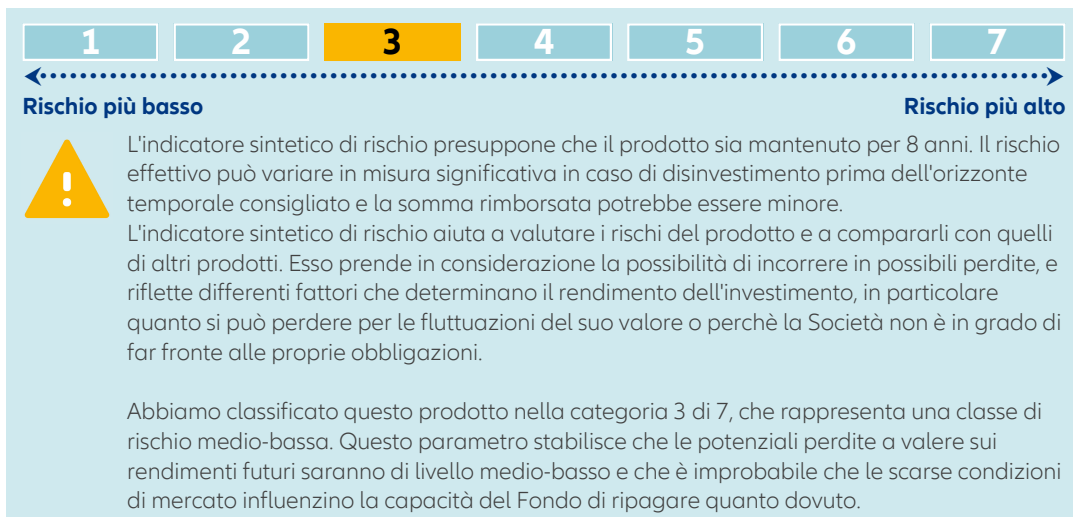 1 2 3 4 5 6 7
Rischio più basso Rischio più alto
L'indicatore sintetico di rischio presuppone che il prodotto sia mantenuto per 8 anni. Il rischio
effettivo può variare in misura significativa in caso di disinvestimento prima dell'orizzonte
temporale consigliato e la somma rimborsata potrebbe essere minore.
L'indicatore sintetico di rischio aiuta a valutare i rischi del prodotto e a compararli con quelli
di altri prodotti. Esso prende in considerazione la possibilità di incorrere in possibili perdite, e
riflette differenti fattori che determinano il rendimento dell'investimento, in particolare
quanto si può perdere per le fluttuazioni del suo valore o perchè la Società non è in grado di
far fronte alle proprie obbligazioni.
Abbiamo classificato questo prodotto nella categoria 3 di 7, che rappresenta una classe di
rischio medio-bassa. Questo parametro stabilisce che le potenziali perdite a valere sui
rendimenti futuri saranno di livello medio-basso e che è improbabile che le scarse condizioni
di mercato influenzino la capacità del Fondo di ripagare quanto dovuto.